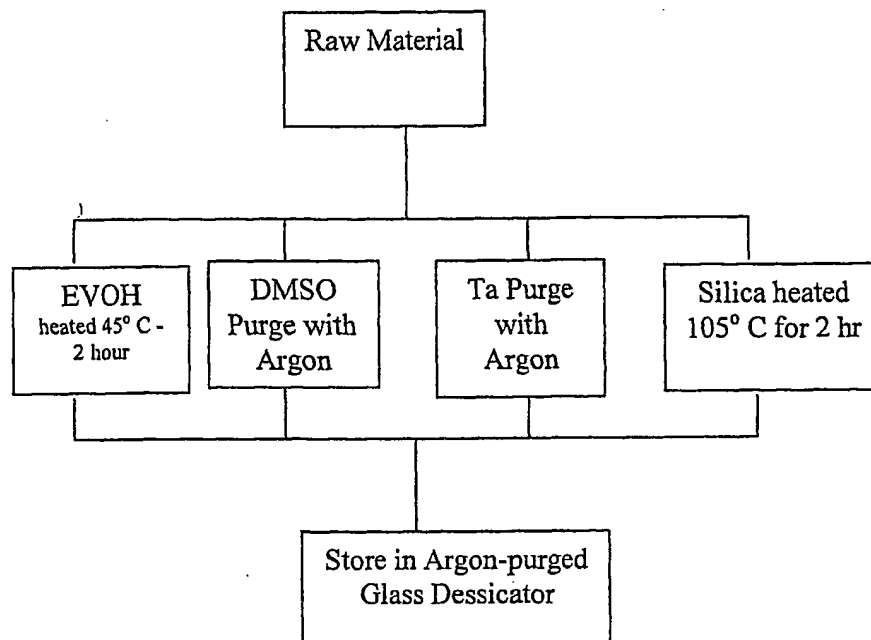 Raw Material
EVOH
heated 45° C -
2 hour
DMSO
Purge with
Argon
Ta Purge
with
Argon
Silica heated
105° C for 2 hr
Store in Argon-purged
Glass Dessicator